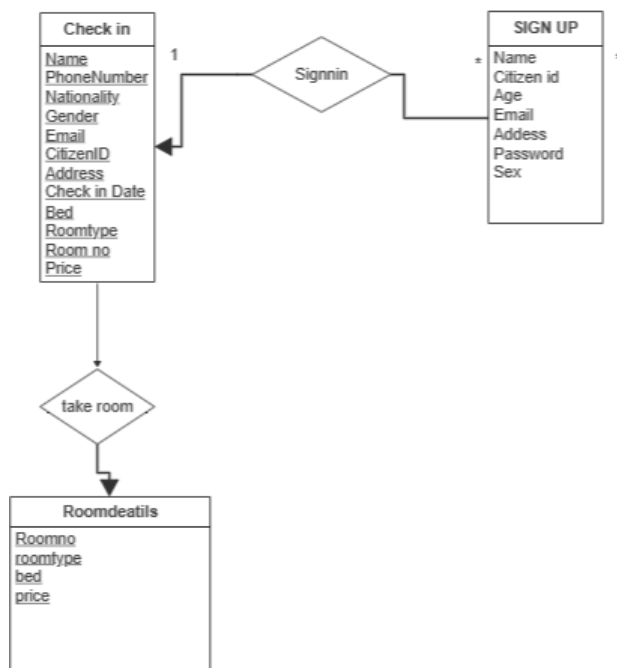 Check in
Name
PhoneNumber
Nationality
Gender
Email
CitizenID
Address
Check in Date
Bed
Roomtype
Room no
Price
1
Signnin
*
SIGN UP
Name
Citizen id
Age
Email
Addess
Password
Sex
*
take room
Roomdeatils
Roomno
roomtype
bed
price